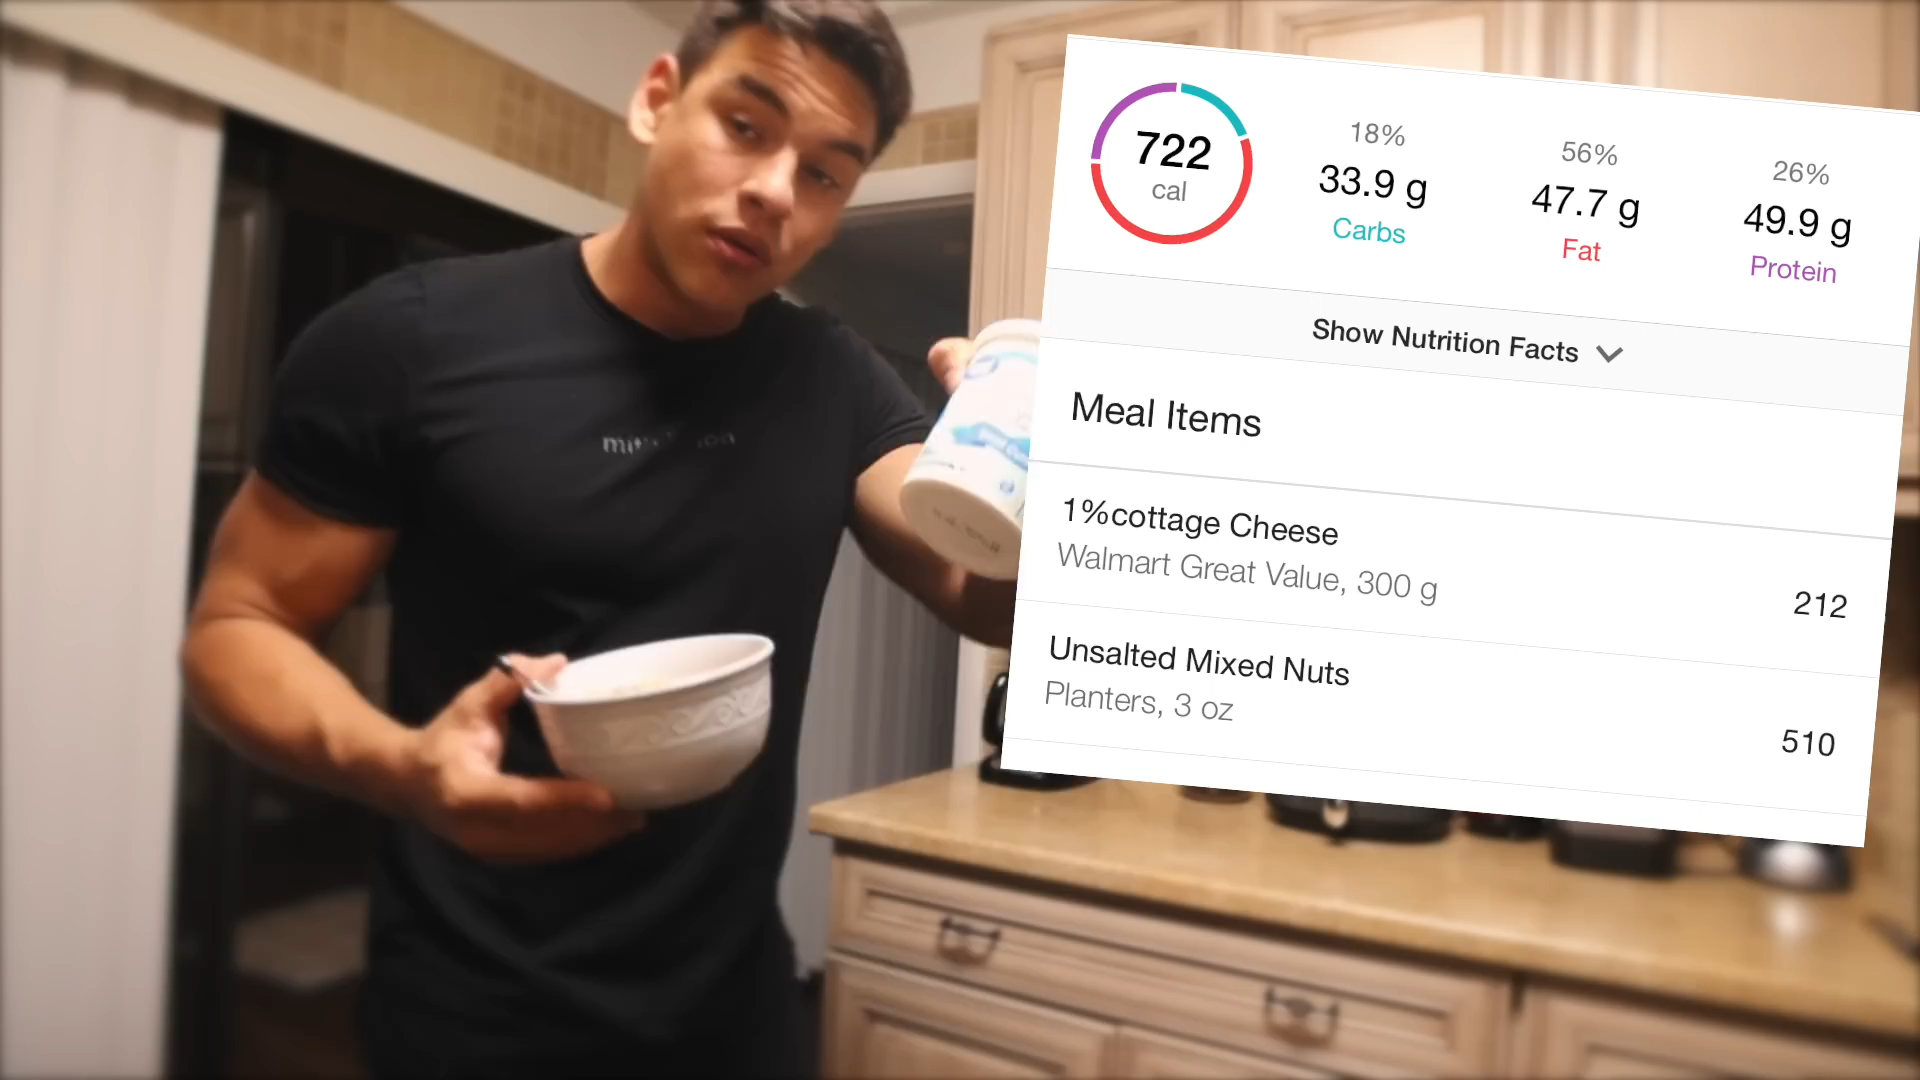 722
cal
18%
33.9 g
Carbs
56%
47.7 g
Fat
26%
49.9 g
Protein
Show Nutrition Facts
Meal Items
1%cottage Cheese
Walmart Great Value, 300 g
212
Unsalted Mixed Nuts
Planters, 3 oz
510